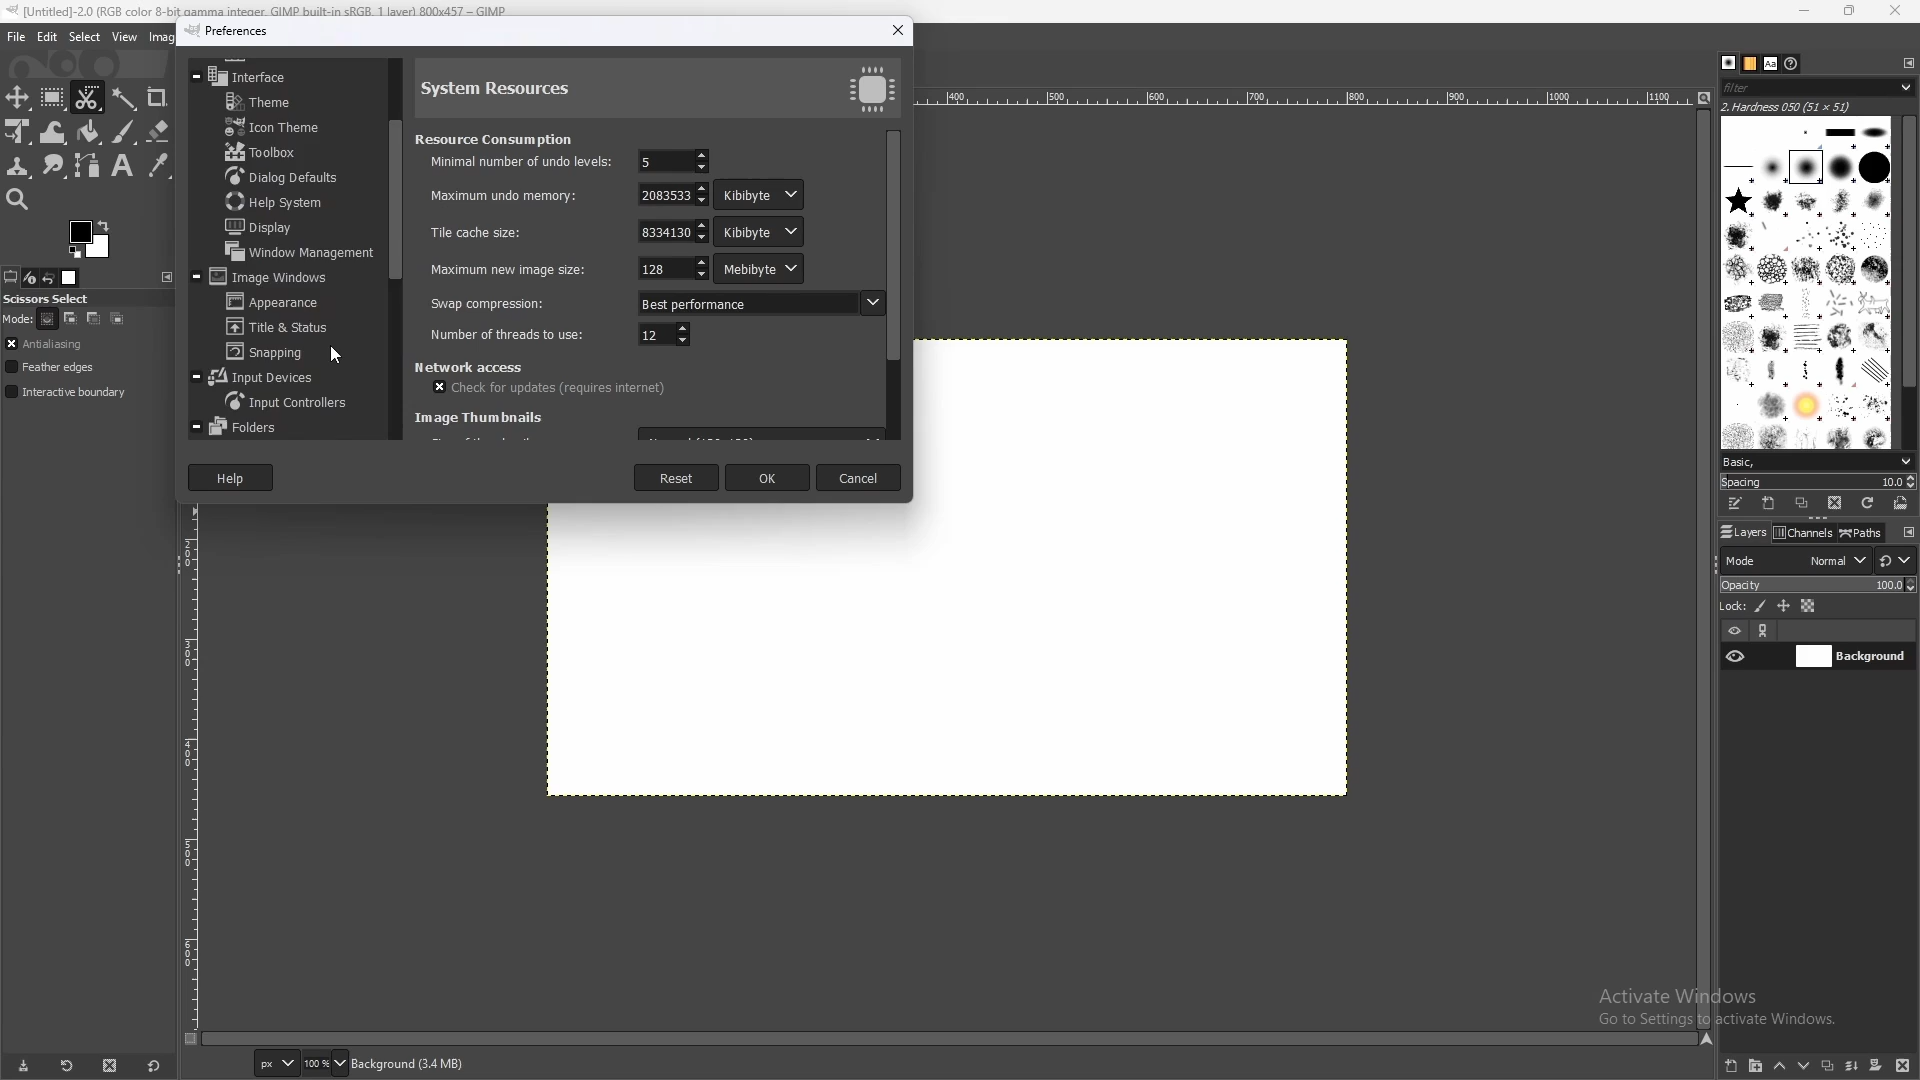 [Untitled]-2.0 (RGB color 8-bit gamma integer, GIMP built-in sRGB, 1 layer) 800x457 – GIMP
File Edit Select View Imag
Preferences
Interface
Theme
Icon Theme
Toolbox
Dialog Defaults
Help System
Display
Window Management
Image Windows
Appearance
Title & Status
Snapping
Input Devices
Input Controllers
Folders
System Resources
Resource Consumption
Minimal number of undo levels: 5
Maximum undo memory: 2083533 Kibibyte
Tile cache size: 8334130 Kibibyte
Maximum new image size: 128 Mebibyte
Swap compression: Best performance
Number of threads to use: 12
Network access
Check for updates (requires internet)
Image Thumbnails
Help Reset OK Cancel
Scissors Select
Mode:
Antialiasing
Feather edges
Interactive boundary
400 500 600 700 800 900 1000 1100
200
300
400
500
600
px 100 % Background (3.4 MB)
Aa
filter
2. Hardness 050 (51 × 51)
Basic,
Spacing 10.0
Layers Channels Paths
Mode Normal
Opacity 100.0
Lock:
Background
Activate Windows
Go to Settings to activate Windows.